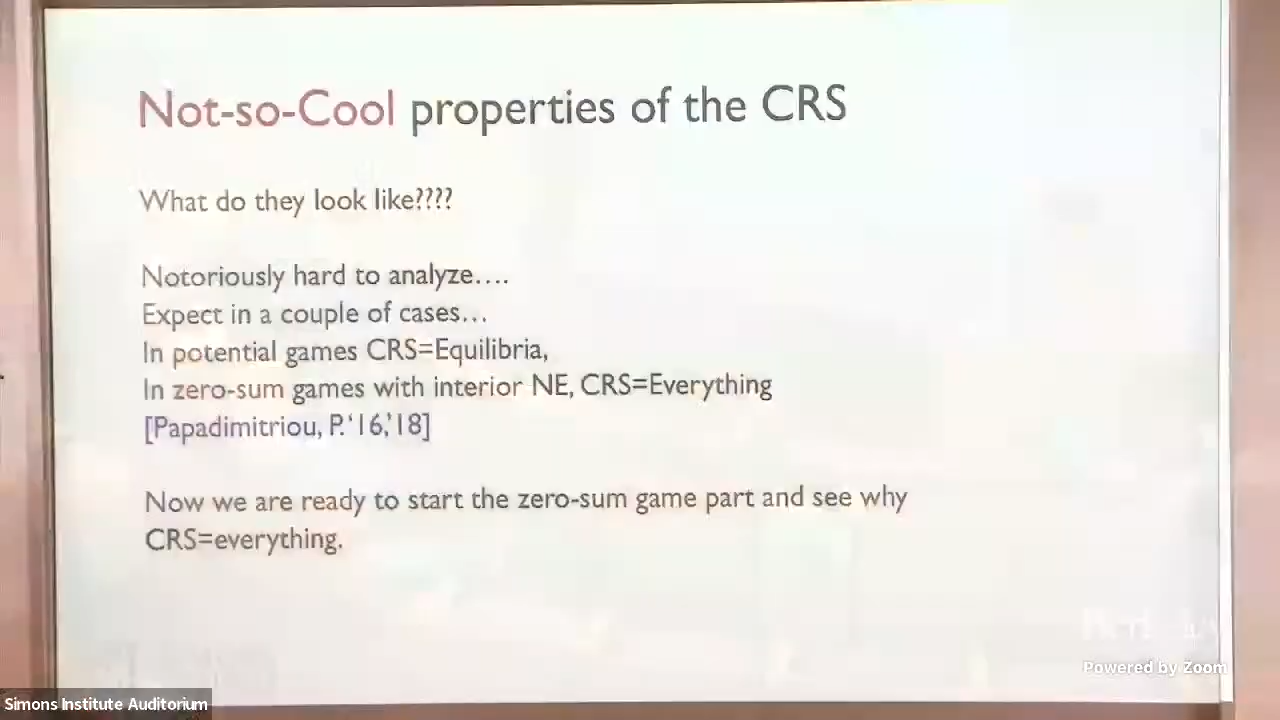 Not-so-Cool properties of the CRS
What do they look like????
Notoriously hard to analyze....
Expect in a couple of cases...
In potential games CRS=Equilibria,
In zero-sum games with interior NE, CRS=Everything
[Papadimitriou, P.'16,'18]
Now we are ready to start the zero-sum game part and see why
CRS=everything.
Powered by Zoom
Simons Institute Auditorium